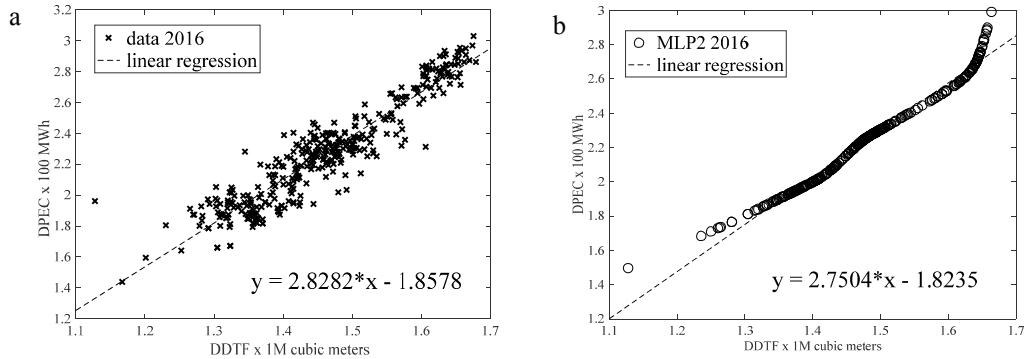 a
3.2
3
2.8
2.6
2.4
2.2
2
1.8
1.6
1.4
1.2
DPEC x 100 MWh
data 2016
linear regression
y = 2.8282*x - 1.8578
1.1
1.2
1.3
1.4
1.5
1.6
1.7
DDTF x 1M cubic meters
b
3
2.8
2.6
2.4
2.2
2
1.8
1.6
1.4
1.2
DPEC x 100 MWh
MLP2 2016
linear regression
y = 2.7504*x - 1.8235
1.1
1.2
1.3
1.4
1.5
1.6
1.7
DDTF x 1M cubic meters